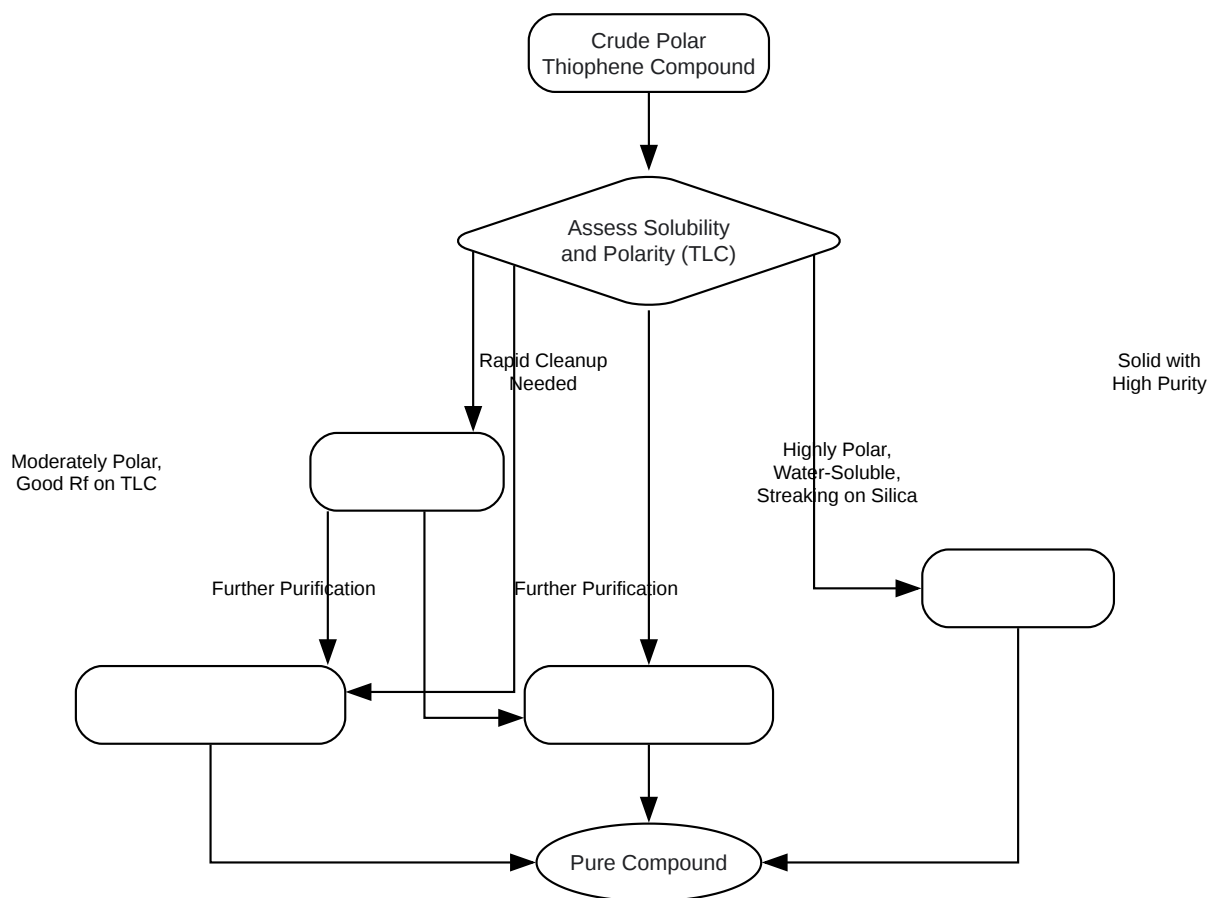 Crude Polar
Thiophene Compound
Assess Solubility
and Polarity (TLC)
Rapid Cleanup
Needed
Solid with
High Purity
Moderately Polar,
Good Rf on TLC
Highly Polar,
Water-Soluble,
Streaking on Silica
Further Purification
Further Purification
Pure Compound